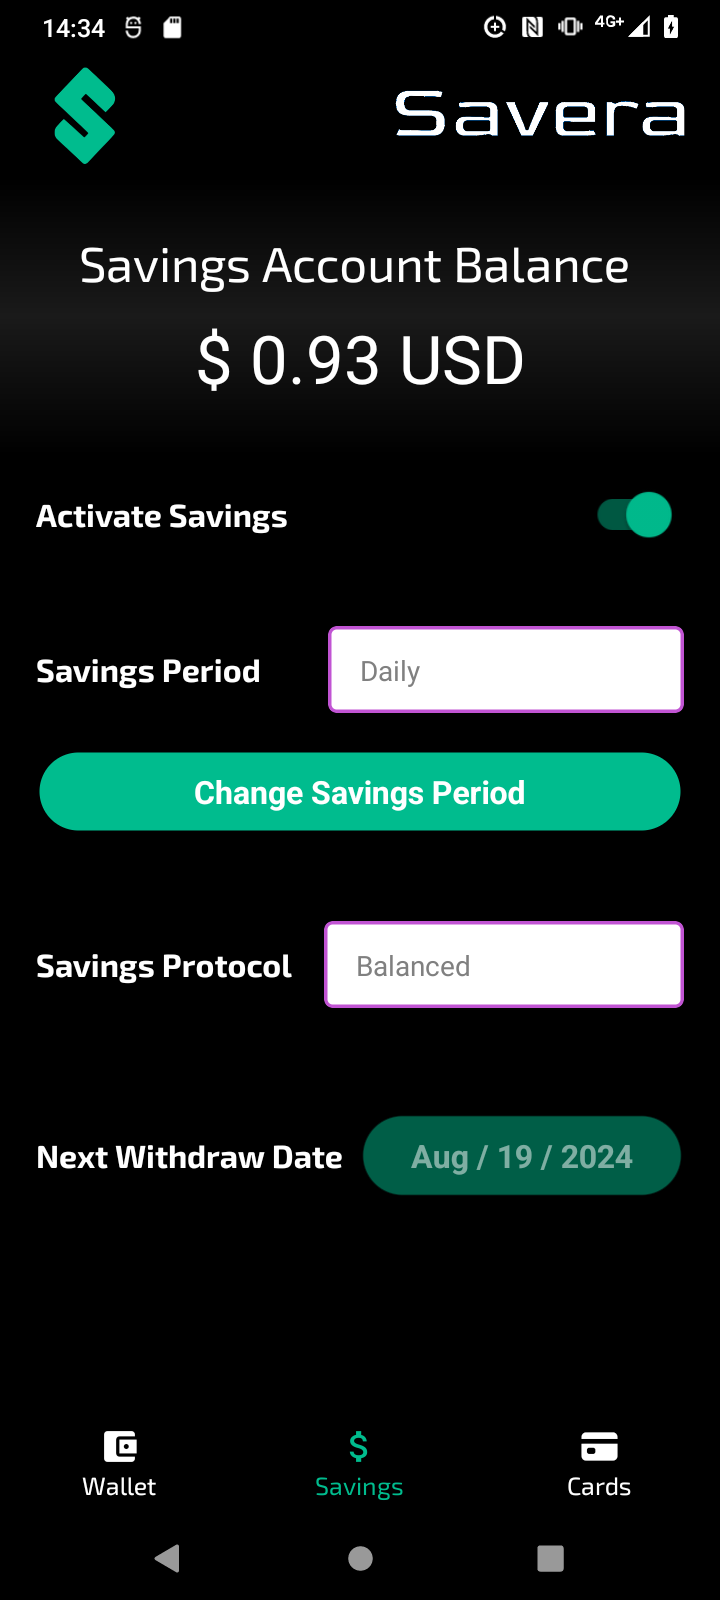 14:34 4G+
Savera
Savings Account Balance
$ 0.93 USD
Activate Savings
Savings Period Daily
Change Savings Period
Savings Protocol Balanced
Next Withdraw Date Aug / 19 / 2024
Wallet Savings Cards